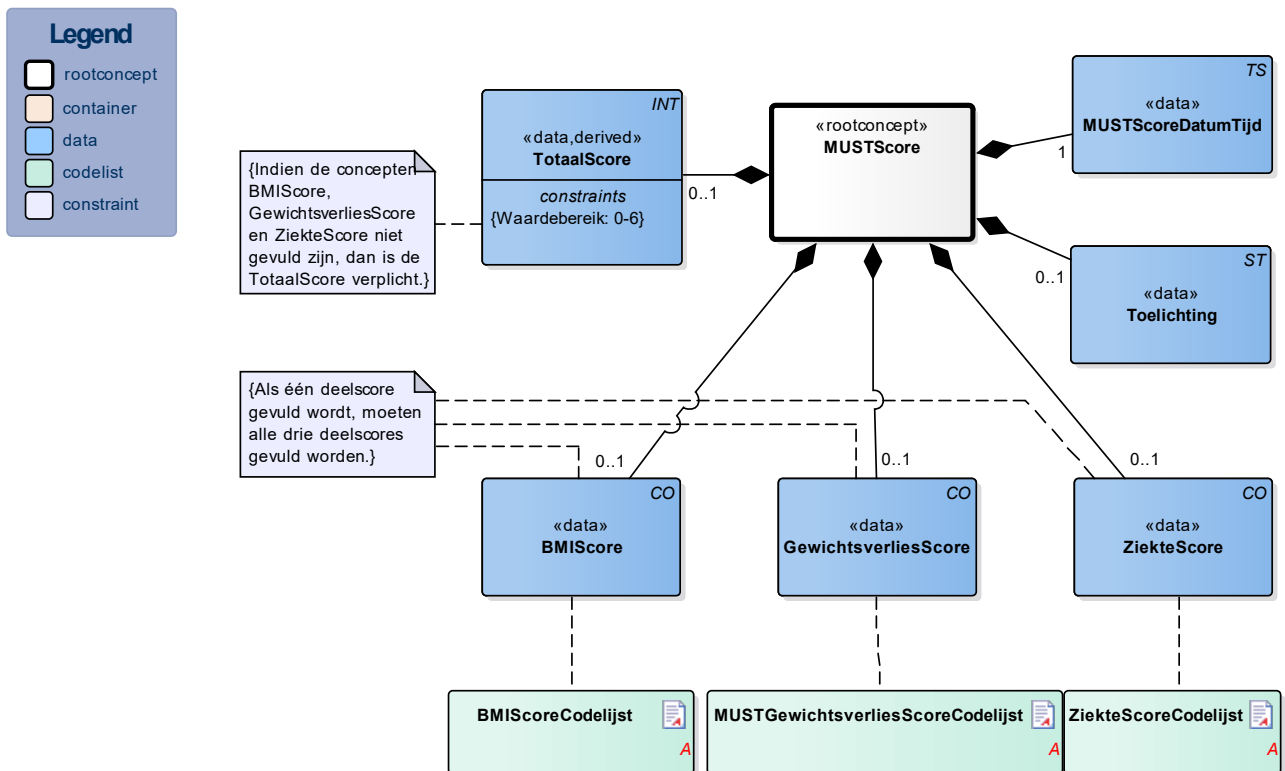 Legend
rootconcept
container
data
codelist
constraint
INT
«data,derived»
TotaalScore
constraints
{Waardebereik: 0-6}
0..1
«rootconcept»
MUSTScore
TS
«data»
MUSTScoreDatumTijd
1
{Indien de concepten
BMIScore,
GewichtsverliesScore
en ZiekteScore niet
gevuld zijn, dan is de
TotaalScore verplicht.}
ST
«data»
Toelichting
0..1
{Als één deelscore
gevuld wordt, moeten
alle drie deelscores
gevuld worden.}
0..1
0..1
0..1
CO
«data»
BMIScore
CO
«data»
GewichtsverliesScore
CO
«data»
ZiekteScore
BMIScoreCodelijst
A
MUSTGewichtsverliesScoreCodelijst
A
ZiekteScoreCodelijst
A